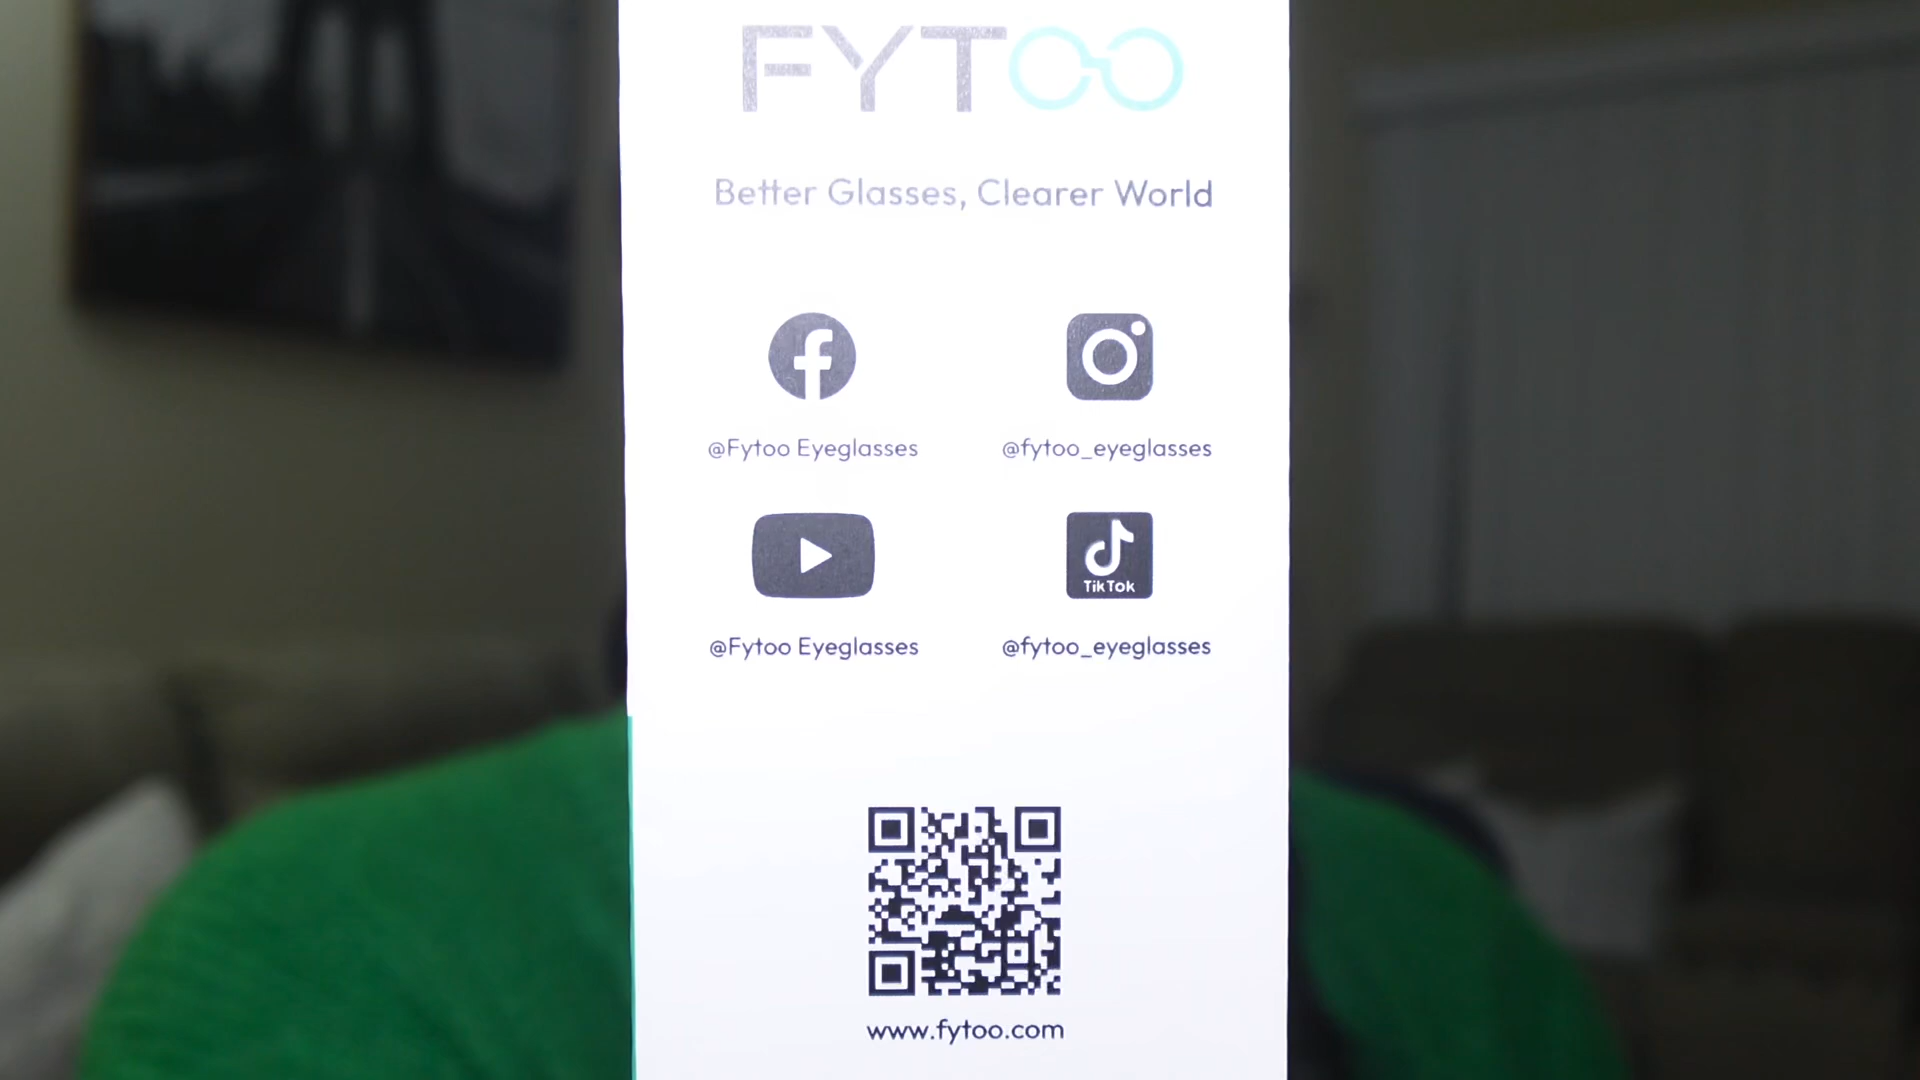 FYTOO
Better Glasses, Clearer World
@Fytoo Eyeglasses
@fytoo_eyeglasses
TikTok
@Fytoo Eyeglasses
@fytoo_eyeglasses
www.fytoo.com